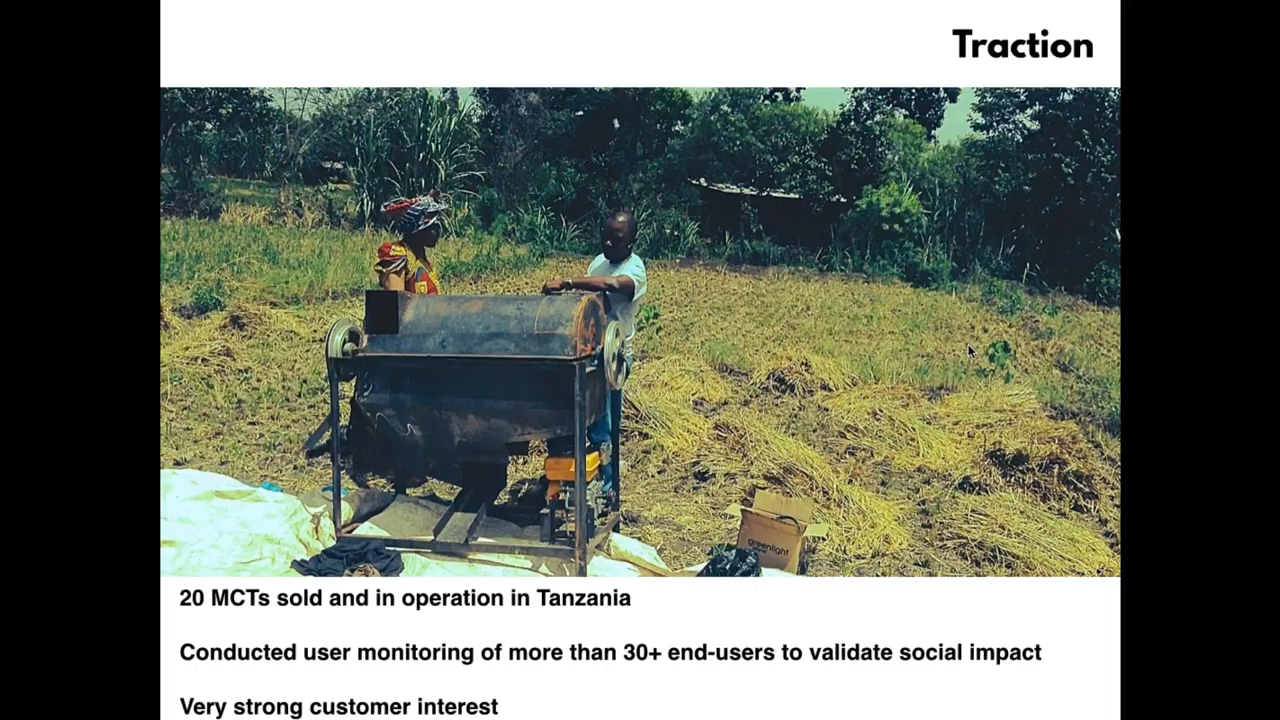 Traction
greenlight
20 MCTs sold and in operation in Tanzania
Conducted user monitoring of more than 30+ end-users to validate social impact
Very strong customer interest